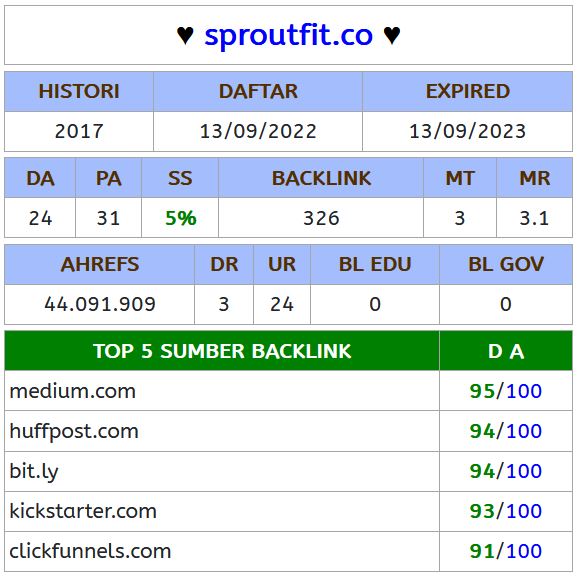 ♥ sproutfit.co ♥
HISTORI DAFTAR EXPIRED
2017 13/09/2022 13/09/2023
DA PA SS BACKLINK MT MR
24 31 5% 326 3 3.1
AHREFS DR UR BL EDU BL GOV
44.091.909 3 24 0 0
TOP 5 SUMBER BACKLINK D A
medium.com 95/100
huffpost.com 94/100
bit.ly 94/100
kickstarter.com 93/100
clickfunnels.com 91/100